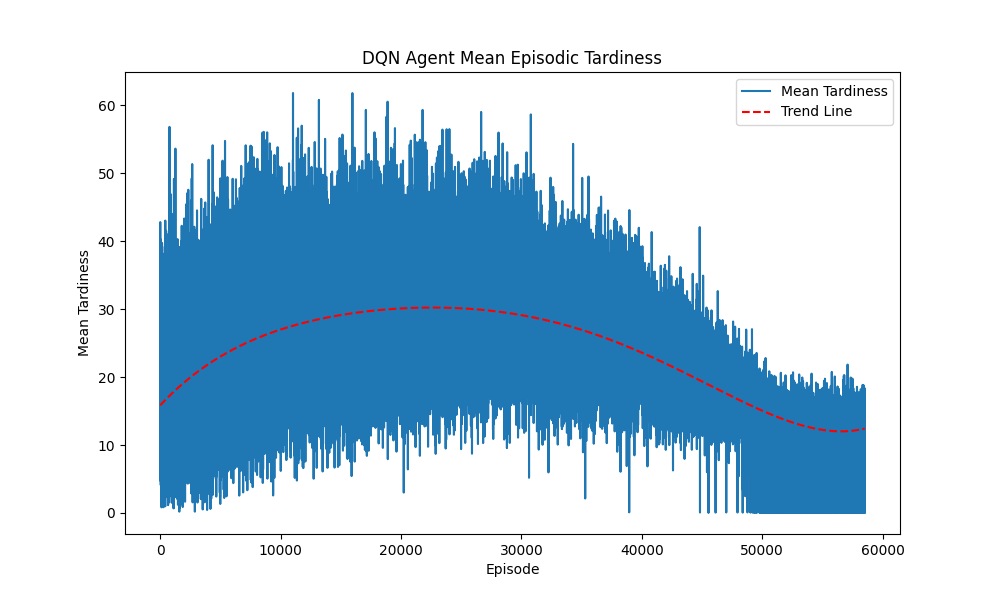 DQN Agent Mean Episodic Tardiness
Mean Tardiness
Trend Line
60
50
40
30
20
10
0
Mean Tardiness
0 10000 20000 30000 40000 50000 60000
Episode